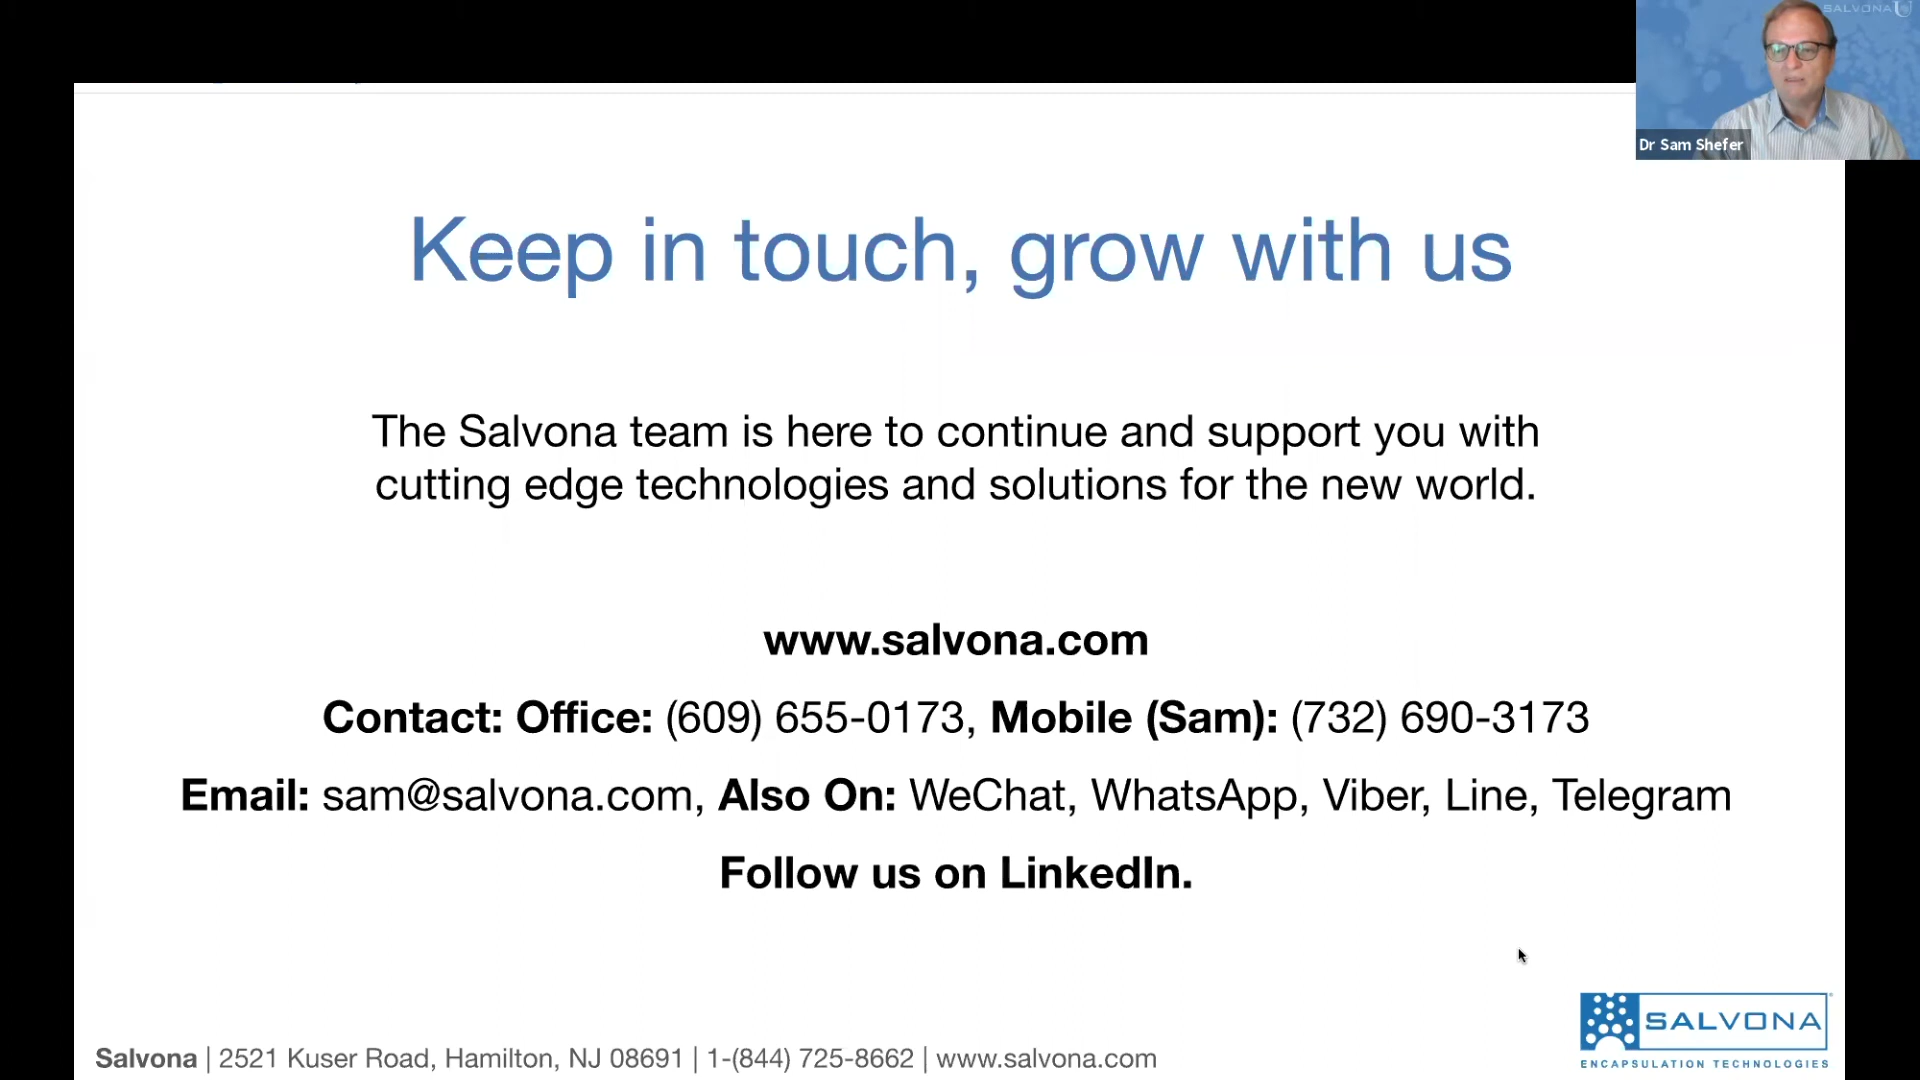 SALVONA U
Dr Sam Shefer
Keep in touch, grow with us
The Salvona team is here to continue and support you with
cutting edge technologies and solutions for the new world.
www.salvona.com
Contact: Office: (609) 655-0173, Mobile (Sam): (732) 690-3173
Email: sam@salvona.com, Also On: WeChat, WhatsApp, Viber, Line, Telegram
Follow us on LinkedIn.
SALVONA®
ENCAPSULATION TECHNOLOGIES
Salvona | 2521 Kuser Road, Hamilton, NJ 08691 | 1-(844) 725-8662 | www.salvona.com